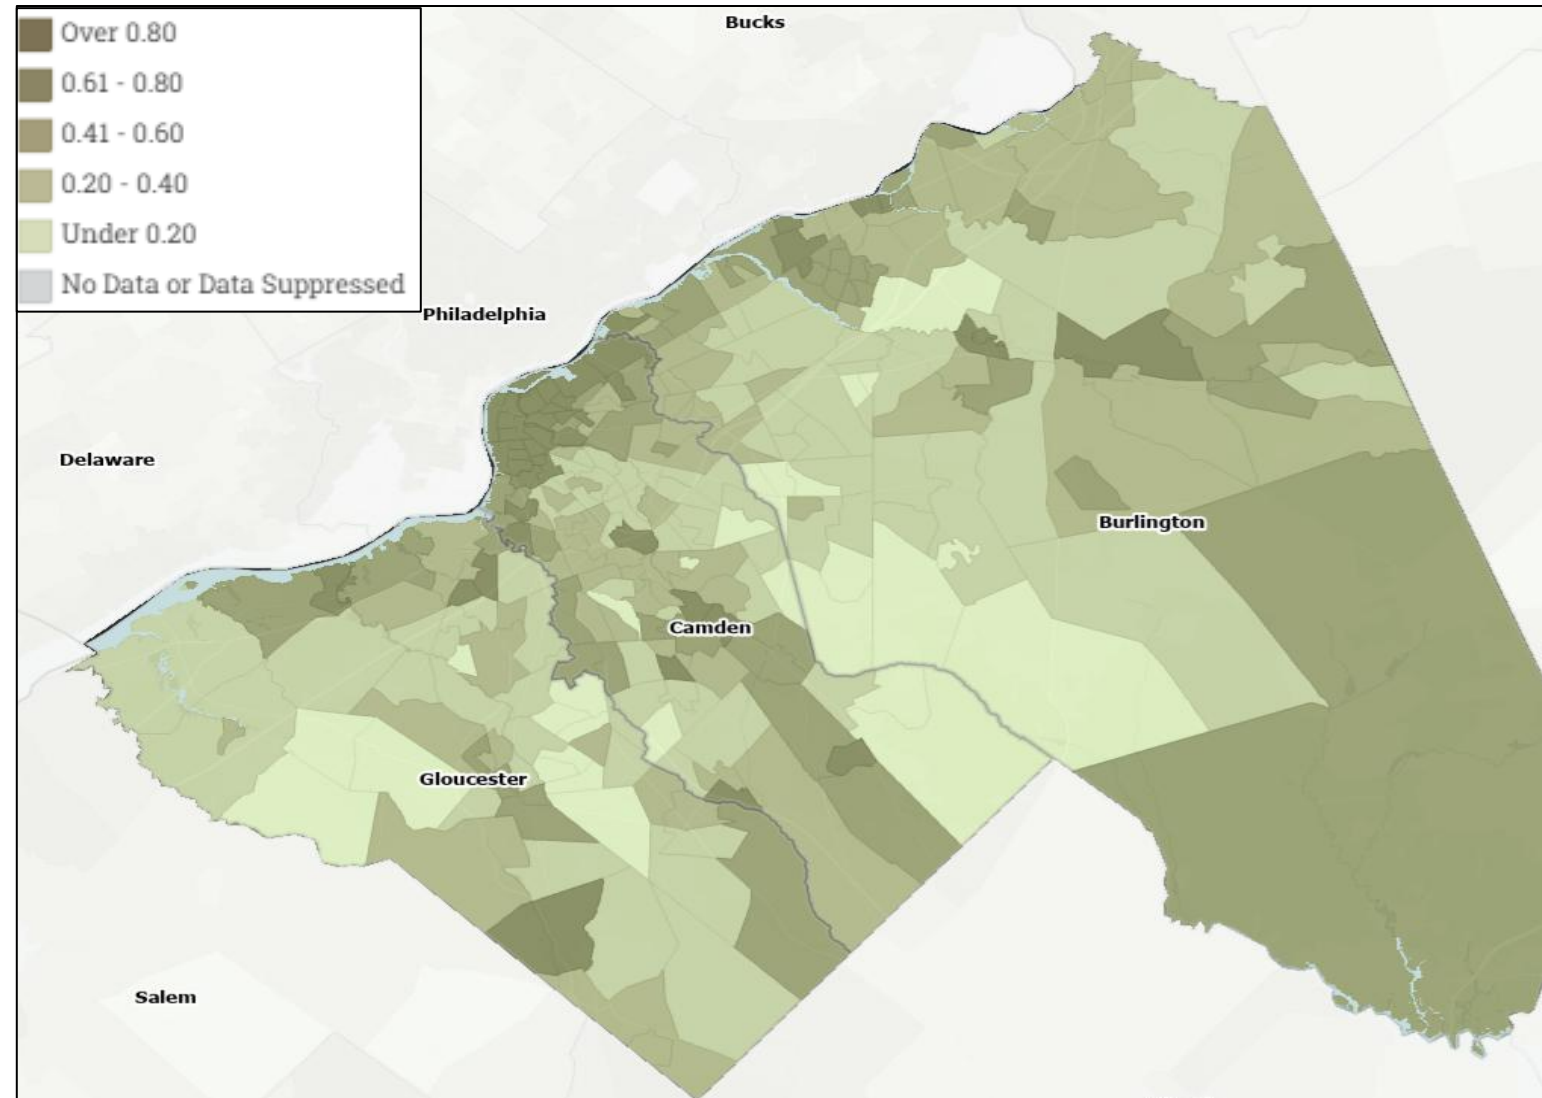 Over 0.80
0.61 - 0.80
0.41 - 0.60
0.20 - 0.40
Under 0.20
No Data or Data Suppressed
Bucks
Philadelphia
Delaware
Burlington
Camden
Gloucester
Salem